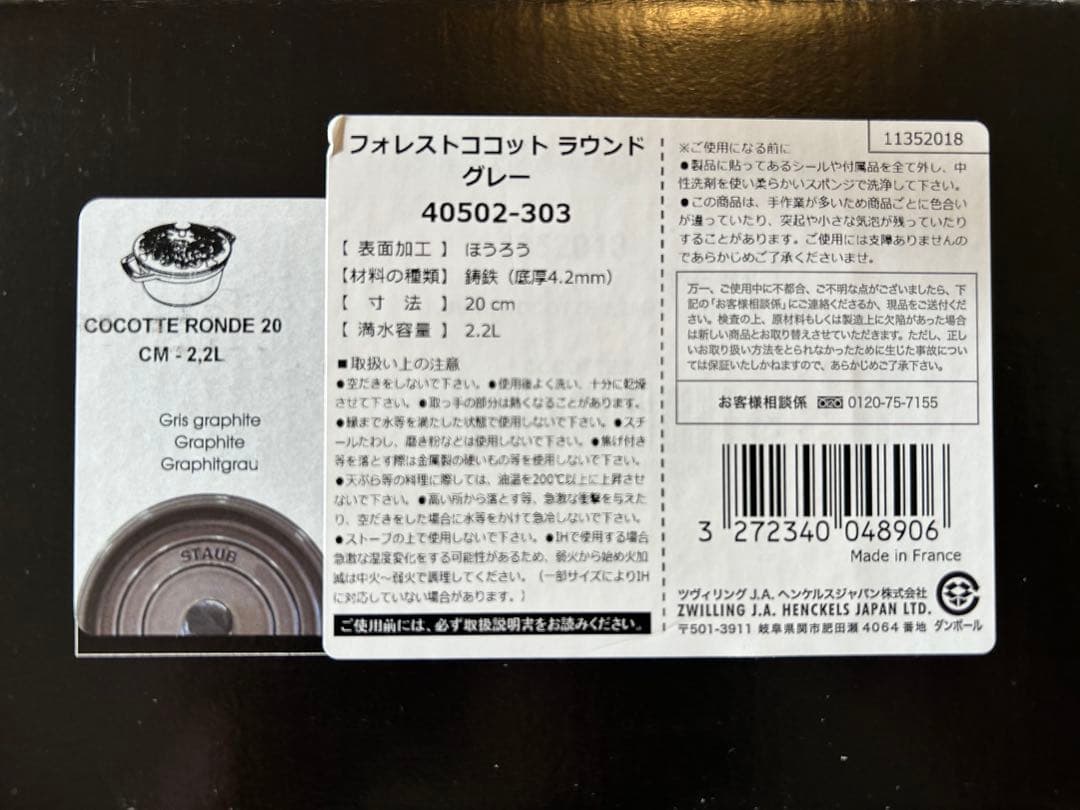 COCOTTE RONDE 20
CM - 2,2L
Gris graphite
Graphite
Graphitgrau
STAUB
フォレストココット ラウンド
グレー
40502-303
【 表面加工 】 ほうろう
【材料の種類】 鋳鉄（底厚4.2mm）
【 寸 法 】 20 cm
【 満水容量 】 2.2L
■取扱い上の注意
●空だきをしないで下さい。●使用後よく洗い、十分に乾燥
させて下さい。●取っ手の部分は熱くなることがあります。
●縁まで水等を満たした状態で使用しないで下さい。●スチ
ールたわし、磨き粉などは使用しないで下さい。●焦げ付き
等を落とす際は金属製の硬いもの等を使用しないで下さい。
●天ぷら等の料理に際しては、油温を200℃以上に上昇させ
ないで下さい。●高い所から落とす等、急激な衝撃を与えた
り、空だきをした場合に水等をかけて急冷しないで下さい。
●ストーブの上で使用しないで下さい。●IHで使用する場合
急激な温度変化をする可能性があるため、弱火から始め火加
減は中火～弱火で調理してください。（一部サイズによりIH
に対応していない場合があります。）
ご使用前には、必ず取扱説明書をお読みください。
11352018
※ご使用になる前に
●製品に貼ってあるシールや付属品を全て外し、中
性洗剤を使い柔らかいスポンジで洗浄して下さい。
●この商品は、手作業が多いため商品ごとに色合い
が違っていたり、突起や小さな気泡が残っていたり
することがあります。ご使用には支障ありませんの
であらかじめご了承くださいませ。
万一、ご使用中に不都合、ご不明な点がございましたら、下
記の「お客様相談係」にご連絡くださるか、現品をご送付くだ
さい。検査の上、原材料もしくは製造上に欠陥があった場合
は新しい商品とお取り替えさせていただきます。ただし、正し
いお取り扱い方法をとられなかったために生じた事故につい
ては保証いたしかねますので、あらかじめご了承下さい。
お客様相談係 0120-75-7155
3 272340 048906
Made in France
ツヴィリング J.A. ヘンケルスジャパン株式会社
ZWILLING J.A. HENCKELS JAPAN LTD.
〒501-3911 岐阜県関市肥田瀬 4064 番地
ダンボール